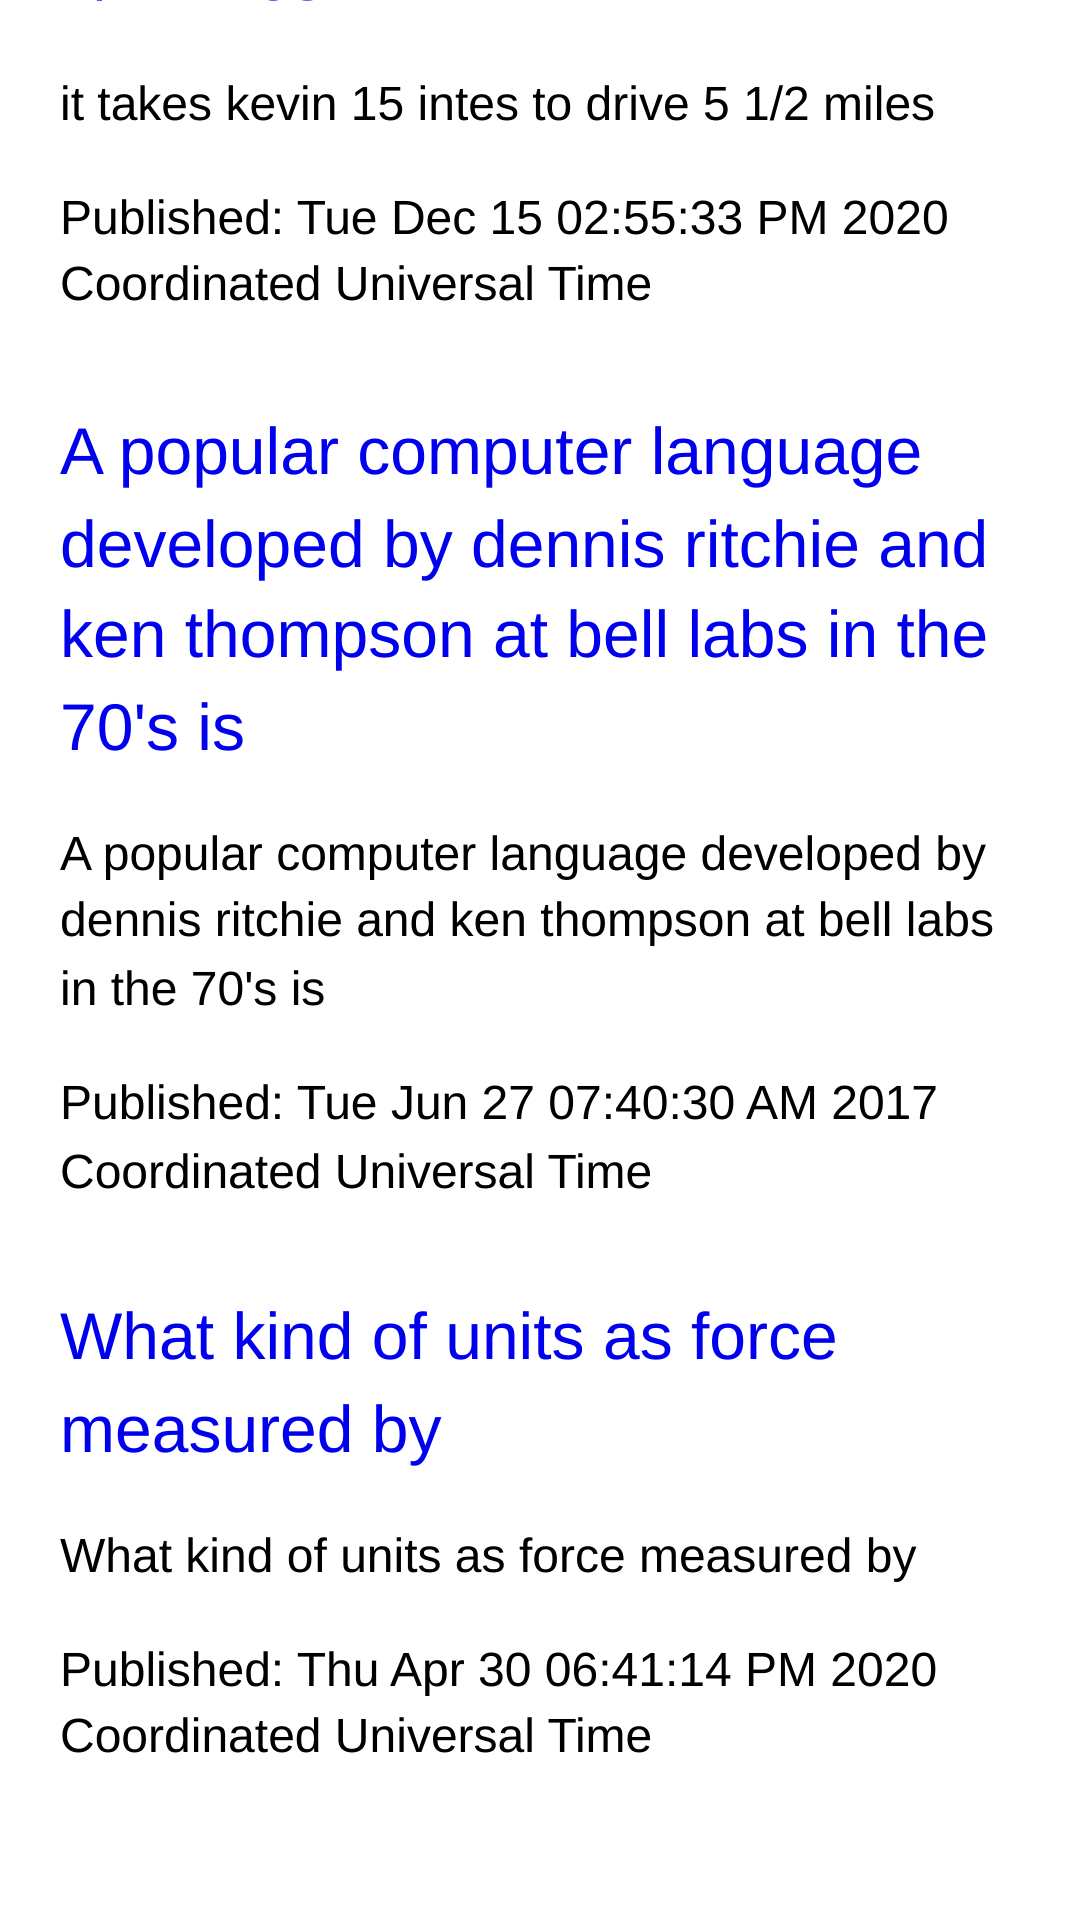 it takes kevin 15 intes to drive 5 1/2 miles
Published: Tue Dec 15 02:55:33 PM 2020
Coordinated Universal Time
A popular computer language
developed by dennis ritchie and
ken thompson at bell labs in the
70's is
A popular computer language developed by
dennis ritchie and ken thompson at bell labs
in the 70's is
Published: Tue Jun 27 07:40:30 AM 2017
Coordinated Universal Time
What kind of units as force
measured by
What kind of units as force measured by
Published: Thu Apr 30 06:41:14 PM 2020
Coordinated Universal Time